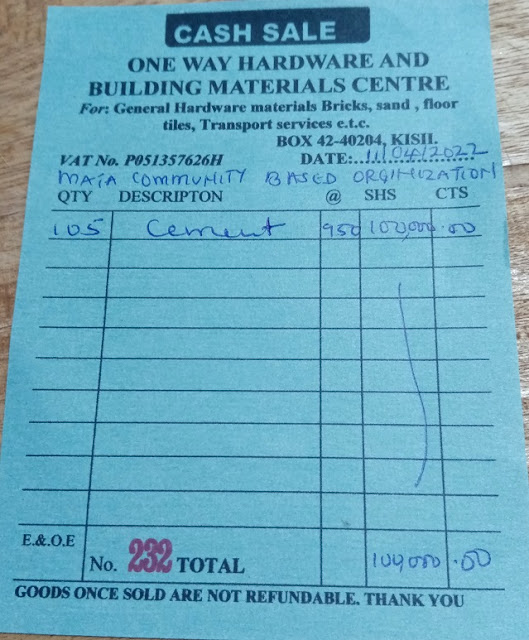 CASH SALE
ONE WAY HARDWARE AND
BUILDING MATERIALS CENTRE
For: General Hardware materials Bricks, sand , floor
tiles, Transport services e.t.c.
BOX 42-40204, KISII.
VAT No. P051357626H DATE:..11/04/2022
MAIA COMMUNITY BASED ORGINIZATION
QTY DESCRIPTON @ SHS CTS
105 Cement 950 100,000.00
E.&.O.E
No. 232 TOTAL 100,000.00
GOODS ONCE SOLD ARE NOT REFUNDABLE. THANK YOU